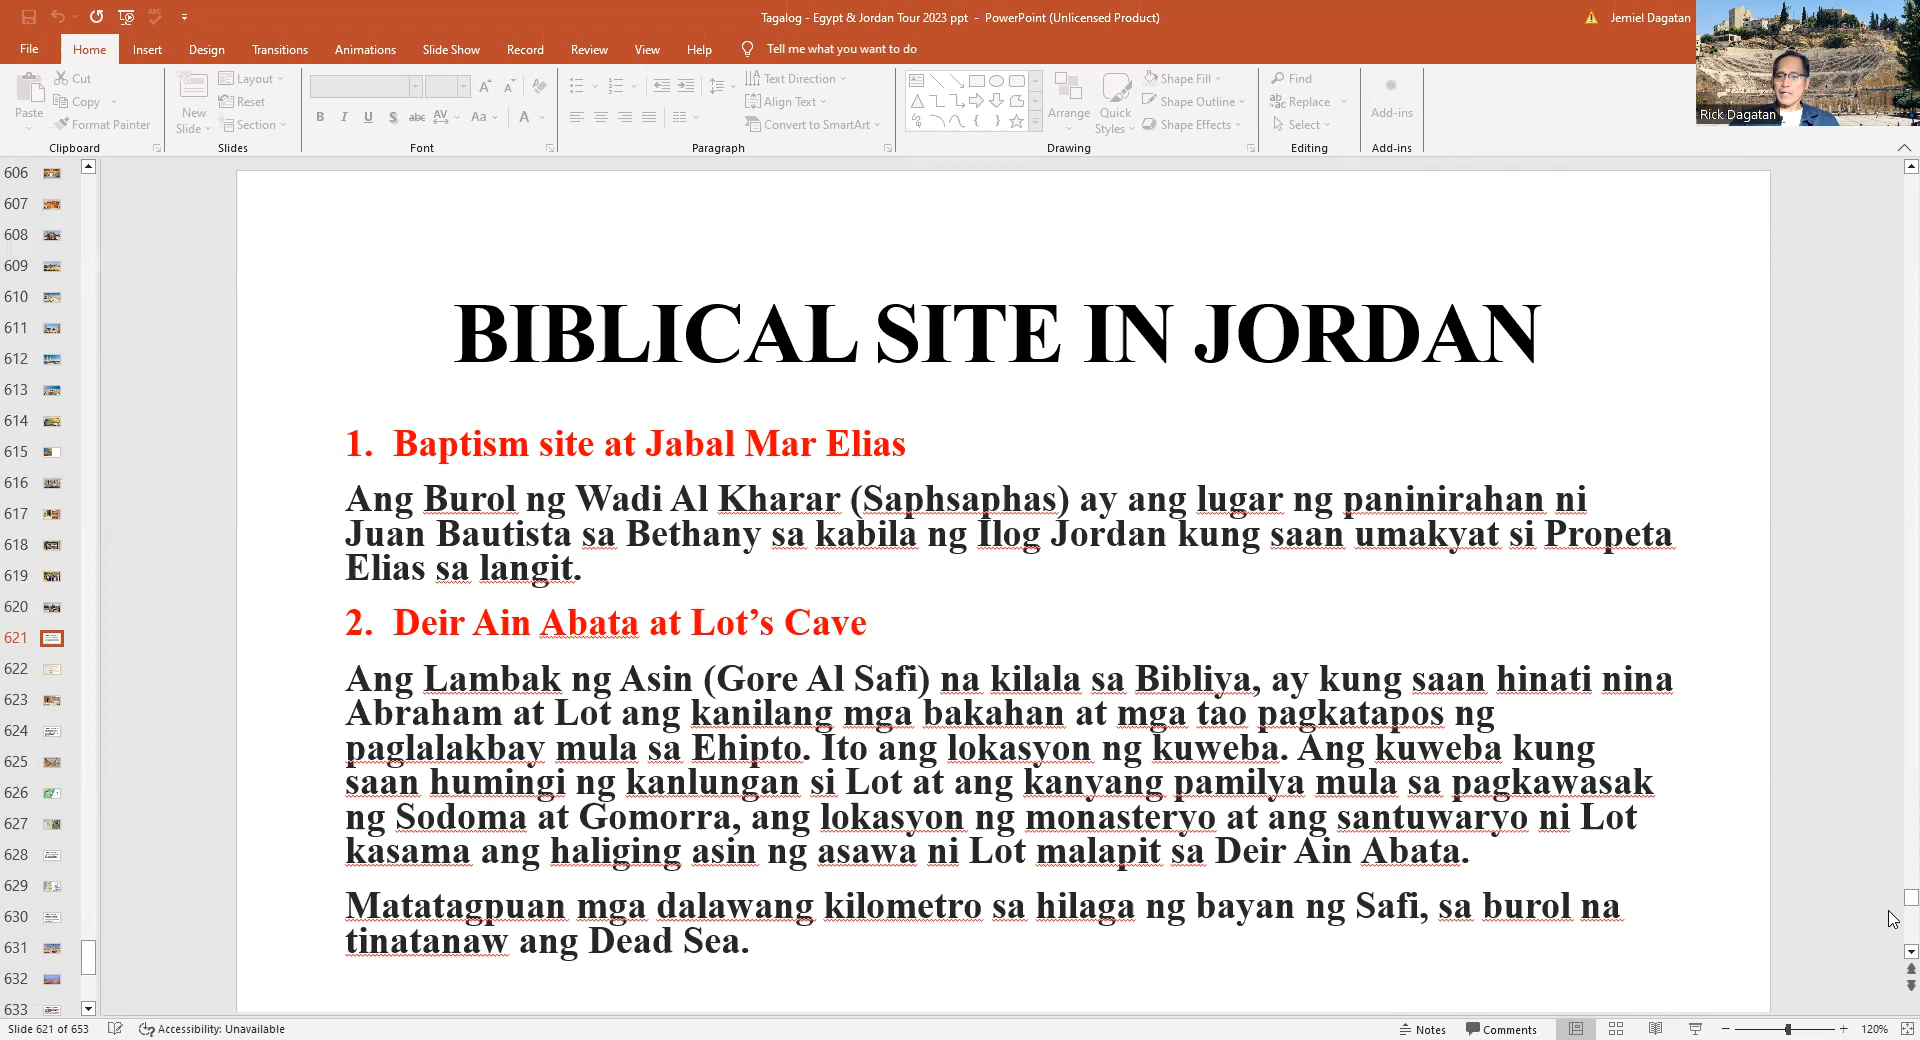 Tagalog - Egypt & Jordan Tour 2023 ppt - PowerPoint (Unlicensed Product)
Jemiel Dagatan
File Home Insert Design Transitions Animations Slide Show Record Review View Help Tell me what you want to do
Paste
Cut
Copy
Format Painter
Clipboard
New Slide
Layout
Reset
Section
Slides
B I U S abc AV Aa A
Font
Text Direction
Align Text
Convert to SmartArt
Paragraph
Arrange
Quick Styles
Shape Fill
Shape Outline
Shape Effects
Drawing
Find
Replace
Select
Editing
Add-ins
Add-ins
Rick Dagatan
606
607
608
609
610
611
612
613
614
615
616
617
618
619
620
621
622
623
624
625
626
627
628
629
630
631
632
633
BIBLICAL SITE IN JORDAN
1. Baptism site at Jabal Mar Elias
Ang Burol ng Wadi Al Kharar (Saphsaphas) ay ang lugar ng paninirahan ni
Juan Bautista sa Bethany sa kabila ng Ilog Jordan kung saan umakyat si Propeta
Elias sa langit.
2. Deir Ain Abata at Lot’s Cave
Ang Lambak ng Asin (Gore Al Safi) na kilala sa Bibliya, ay kung saan hinati nina
Abraham at Lot ang kanilang mga bakahan at mga tao pagkatapos ng
paglalakbay mula sa Ehipto. Ito ang lokasyon ng kuweba. Ang kuweba kung
saan humingi ng kanlungan si Lot at ang kanyang pamilya mula sa pagkawasak
ng Sodoma at Gomorra, ang lokasyon ng monasteryo at ang santuwaryo ni Lot
kasama ang haliging asin ng asawa ni Lot malapit sa Deir Ain Abata.
Matatagpuan mga dalawang kilometro sa hilaga ng bayan ng Safi, sa burol na
tinatanaw ang Dead Sea.
Slide 621 of 653 Accessibility: Unavailable Notes Comments 120%